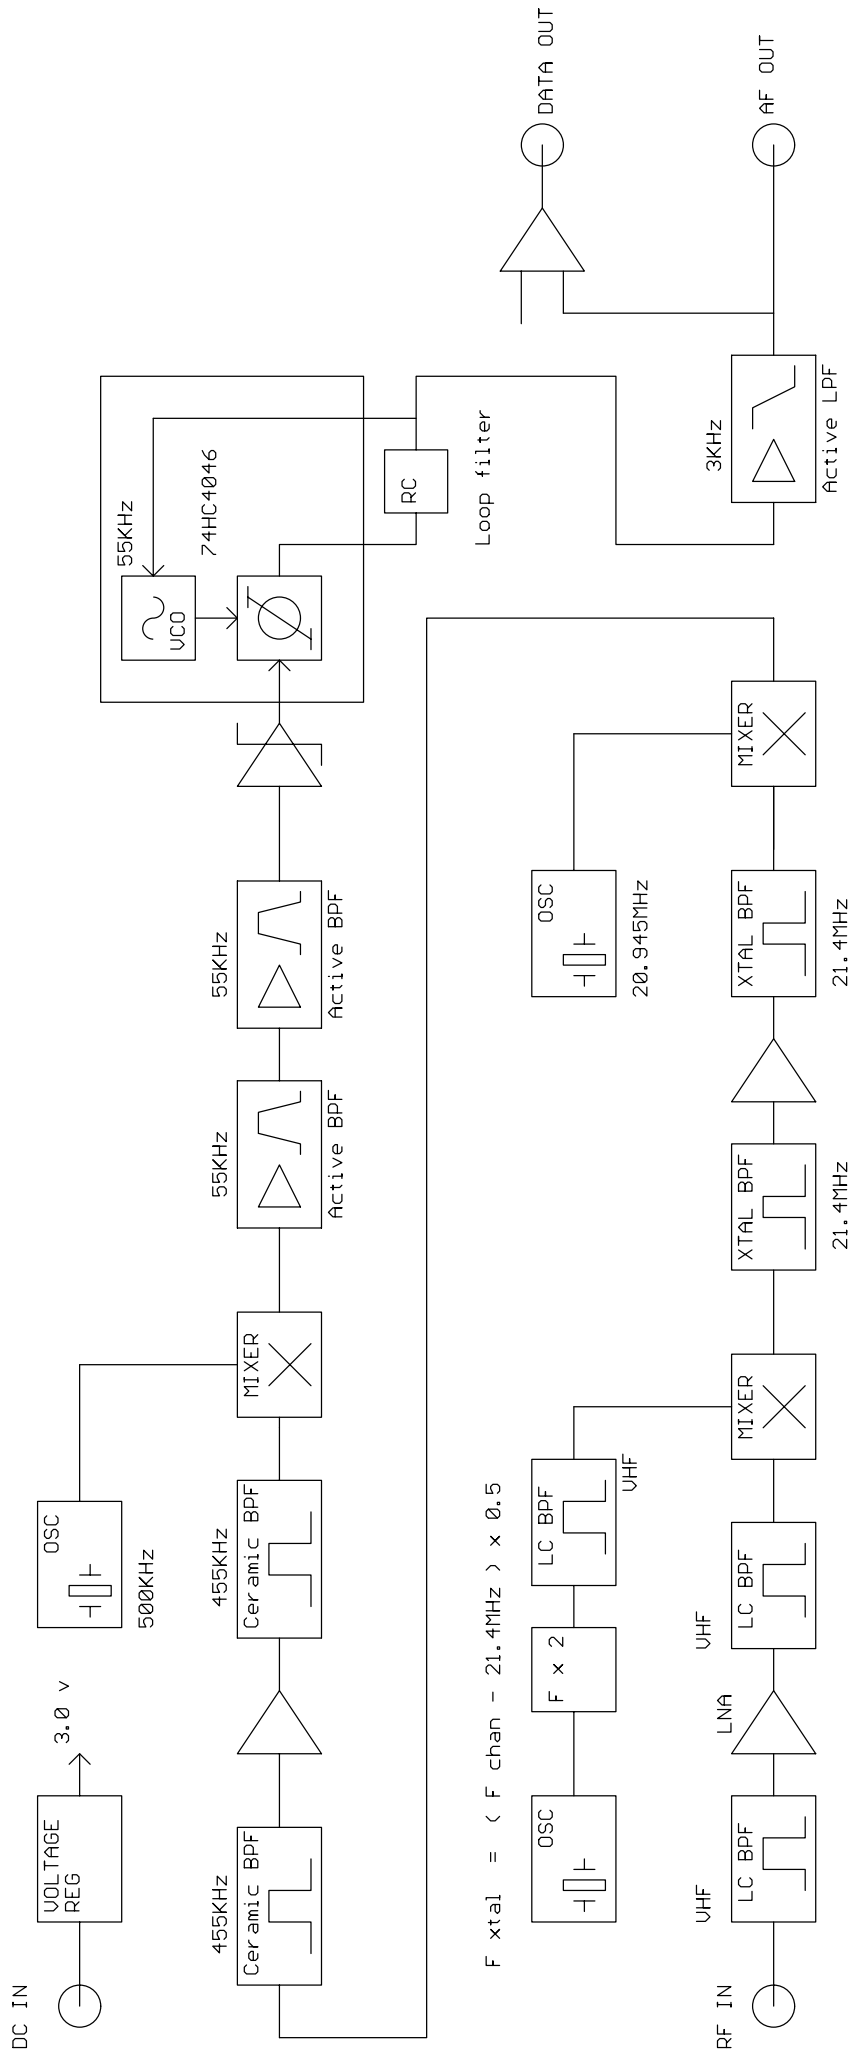 DC IN
VOLTAGE
REG
3.0 v
OSC
500KHz
455KHz
Ceramic BPF
455KHz
Ceramic BPF
MIXER
55KHz
Active BPF
55KHz
Active BPF
55KHz
VCO
74HC4046
RC
Loop filter
F xtal = ( F chan - 21.4MHz ) x 0.5
OSC
F x 2
LC BPF
VHF
OSC
20.945MHz
DATA OUT
RF IN
VHF
LC BPF
LNA
VHF
LC BPF
MIXER
XTAL BPF
21.4MHz
XTAL BPF
21.4MHz
MIXER
3KHz
Active LPF
AF OUT